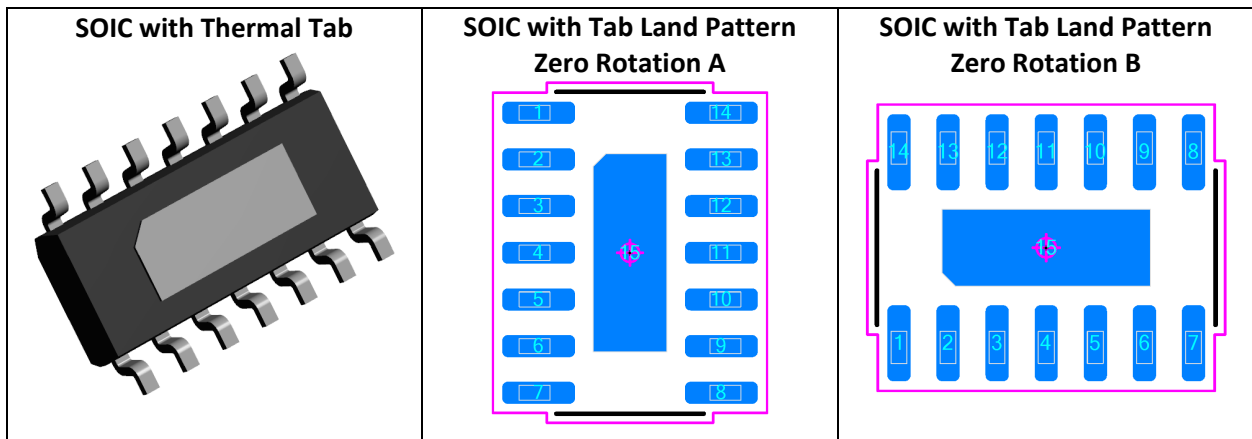 SOIC with Thermal Tab
SOIC with Tab Land Pattern
Zero Rotation A
1 14
2 13
3 12
4 15 11
5 10
6 9
7 8
SOIC with Tab Land Pattern
Zero Rotation B
14 13 12 11 10 9 8
15
1 2 3 4 5 6 7